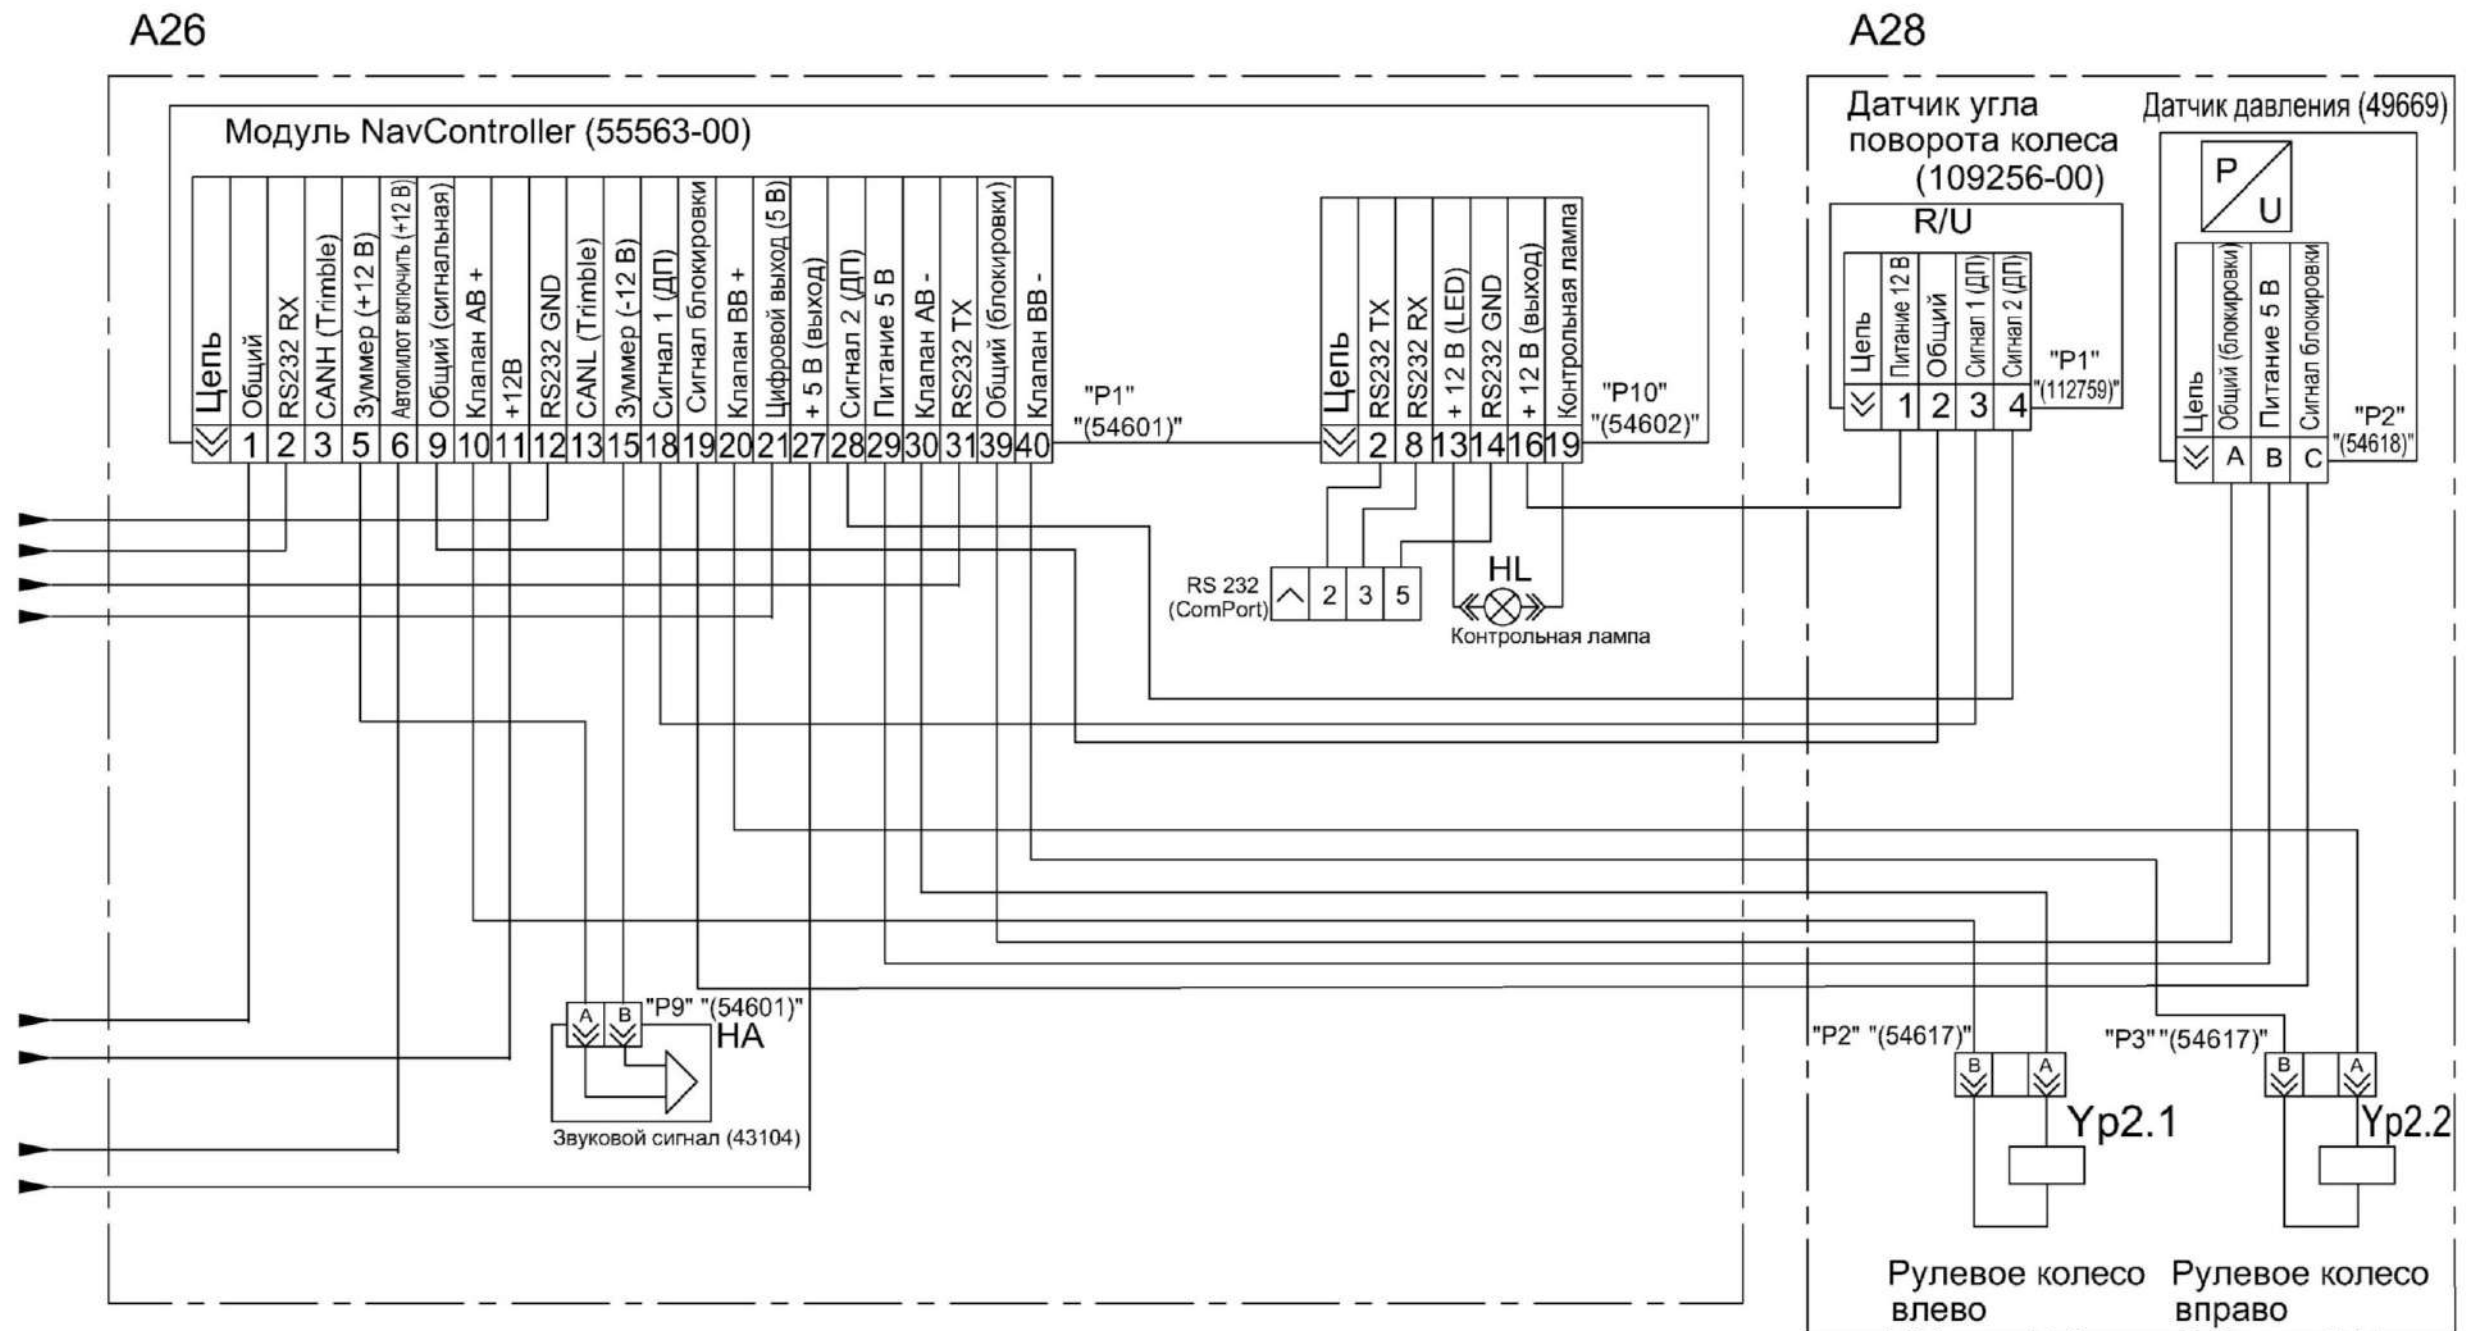 A26
A28
Модуль NavController (55563-00)
Цепь
Общий
RS232 RX
CANH (Trimble)
Зуммер (+12 В)
Автопилот включить (+12 В)
Общий (сигнальная)
Клапан АВ +
+12В
RS232 GND
CANL (Trimble)
Зуммер (-12 В)
Сигнал 1 (ДП)
Сигнал блокировки
Клапан ВВ +
Цифровой выход (5 В)
+ 5 В (выход)
Сигнал 2 (ДП)
Питание 5 В
Клапан АВ -
RS232 TX
Общий (блокировки)
Клапан ВВ -
1 2 3 5 6 9 10 11 12 13 15 18 19 20 21 27 28 29 30 31 39 40
"P1"
"(54601)"
Цепь
RS232 TX
RS232 RX
+ 12 В (LED)
RS232 GND
+ 12 В (выход)
Контрольная лампа
2 8 13 14 16 19
"P10"
"(54602)"
RS 232
(ComPort)
2 3 5
HL
Контрольная лампа
A B
"P9" "(54601)"
HA
Звуковой сигнал (43104)
Датчик угла
поворота колеса
(109256-00)
R/U
Цепь
Питание 12 В
Общий
Сигнал 1 (ДП)
Сигнал 2 (ДП)
1 2 3 4
"P1"
"(112759)"
Датчик давления (49669)
P
U
Цепь
Общий (блокировки)
Питание 5 В
Сигнал блокировки
A B C
"P2"
"(54618)"
"P2" "(54617)"
B A
Yp2.1
"P3" "(54617)"
B A
Yp2.2
Рулевое колесо
влево
Рулевое колесо
вправо